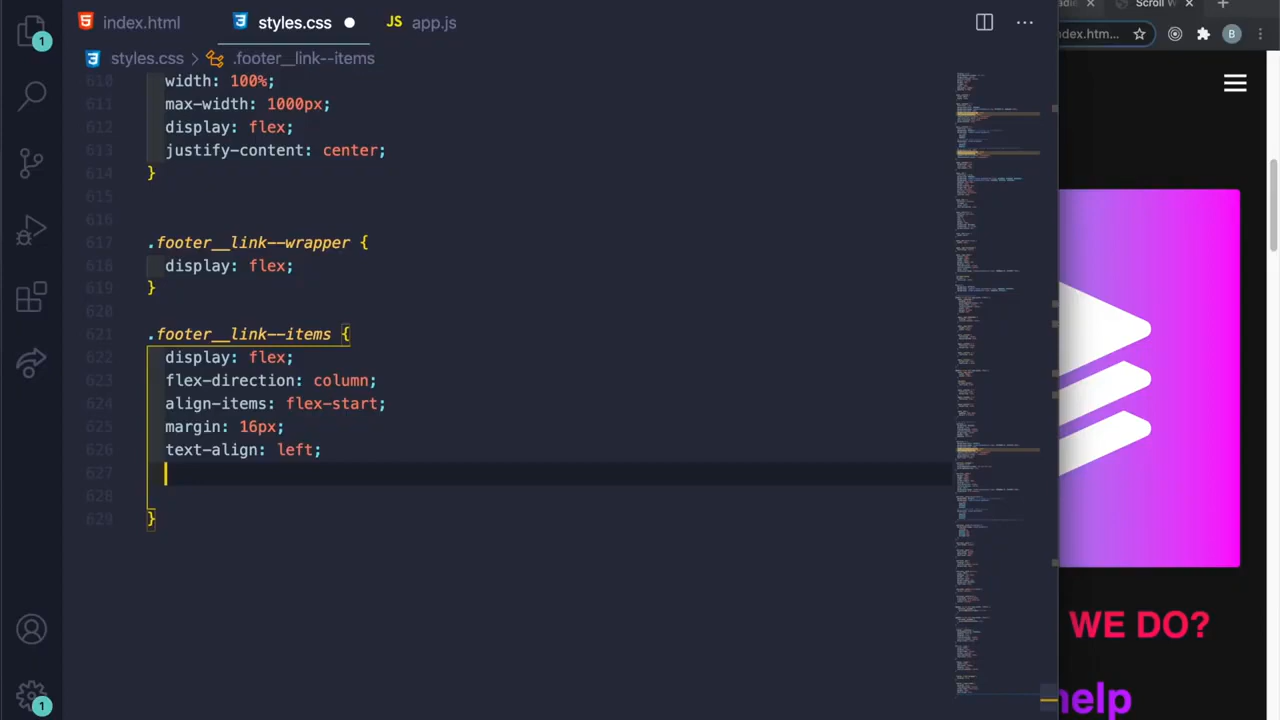 index.html
styles.css
JS app.js
Scroll W
styles.css > .footer__link--items
dex.htm...
B
1
610 width: 100%;
611 max-width: 1000px;
612 display: flex;
613 justify-content: center;
614 }
615
616
617 .footer__link--wrapper {
618 display: flex;
619 }
620
621 .footer__link--items {
622 display: flex;
623 flex-direction: column;
624 align-items: flex-start;
625 margin: 16px;
626 text-align: left;
627
628
629 }
WE DO?
help
1